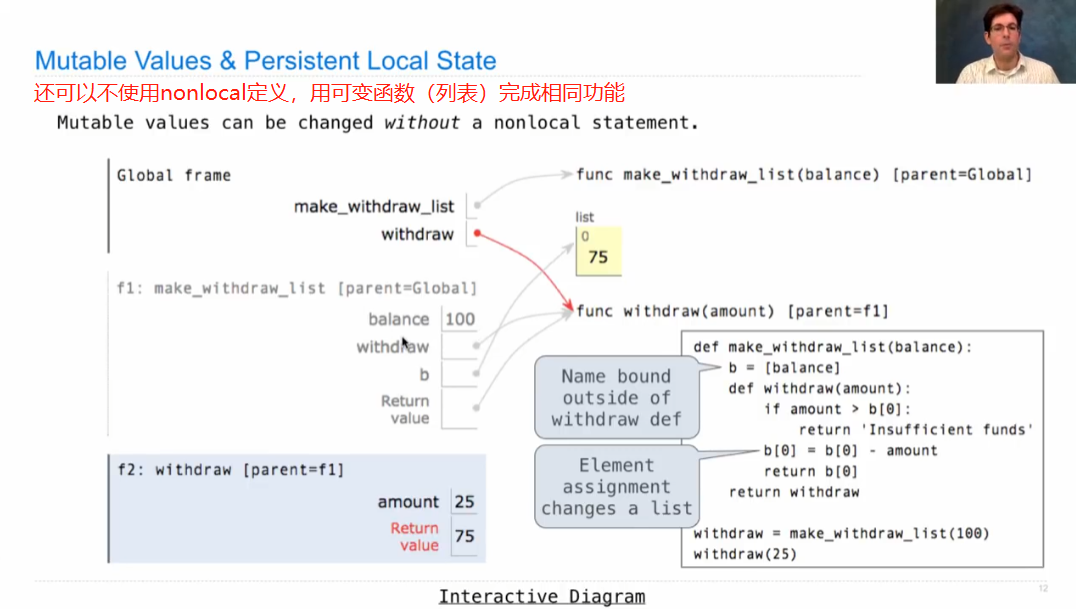 Mutable Values & Persistent Local State
还可以不使用nonlocal定义，用可变函数（列表）完成相同功能
Mutable values can be changed without a nonlocal statement.
Global frame
make_withdraw_list
withdraw
func make_withdraw_list(balance) [parent=Global]
list
0
75
f1: make_withdraw_list [parent=Global]
balance 100
withdraw
b
Return
value
func withdraw(amount) [parent=f1]
f2: withdraw [parent=f1]
amount 25
Return
value 75
Name bound
outside of
withdraw def
Element
assignment
changes a list
def make_withdraw_list(balance):
b = [balance]
def withdraw(amount):
if amount > b[0]:
return 'Insufficient funds'
b[0] = b[0] - amount
return b[0]
return withdraw
withdraw = make_withdraw_list(100)
withdraw(25)
12
Interactive Diagram